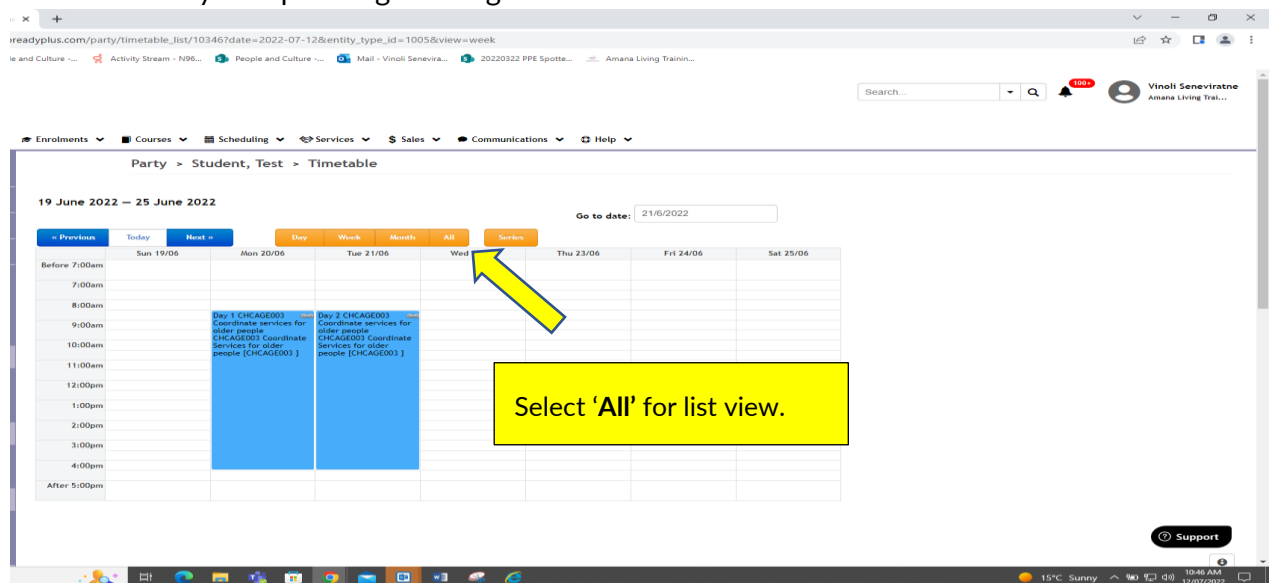 +
readyplus.com/party/timetable_list/10346?date=2022-07-12&entity_type_id=1005&view=week
le and Culture -... Activity Stream - N96... People and Culture -... Mail - Vinoli Senevira... 20220322 PPE Spotte... Amana Living Trainin...
Search... 100+ Vinoli Seneviratne
Amana Living Trai...
Enrolments Courses Scheduling Services $ Sales Communications Help
Party > Student, Test > Timetable
19 June 2022 — 25 June 2022
Go to date: 21/6/2022
« Previous Today Next » Day Week Month All Series
Sun 19/06 Mon 20/06 Tue 21/06 Wed Thu 23/06 Fri 24/06 Sat 25/06
Before 7:00am
7:00am
8:00am
9:00am
10:00am
11:00am
12:00pm
1:00pm
2:00pm
3:00pm
4:00pm
After 5:00pm
Day 1 CHCAGE003
Coordinate services for
older people
CHCAGE003 Coordinate
Services for older
people [CHCAGE003 ]
Day 2 CHCAGE003
Coordinate services for
older people
CHCAGE003 Coordinate
Services for older
people [CHCAGE003 ]
Select ‘All’ for list view.
Support
15°C Sunny 10:46 AM
12/07/2022